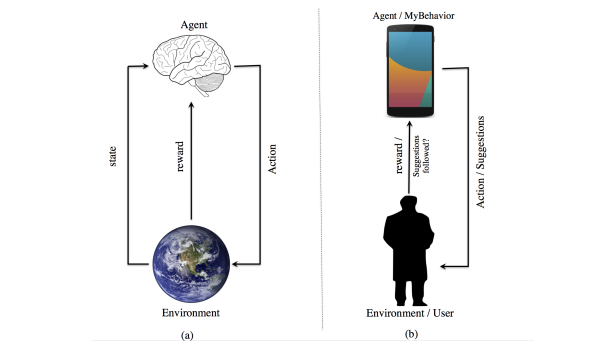 Agent
state
reward
Action
Environment
(a)
Agent / MyBehavior
reward /
Suggestions
followed?
Action / Suggestions
Environment / User
(b)